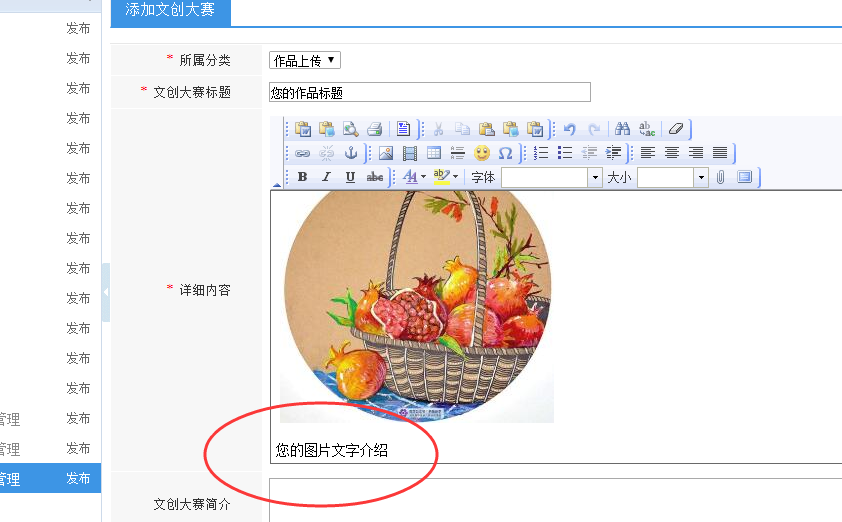 添加文创大赛
发布
* 所属分类
作品上传
发布
* 文创大赛标题
您的作品标题
发布
发布
发布
发布
B I U abc
字体
大小
发布
发布
发布
* 详细内容
发布
发布
发布
发布
管理 发布
管理 发布
您的图片文字介绍
管理 发布
文创大赛简介